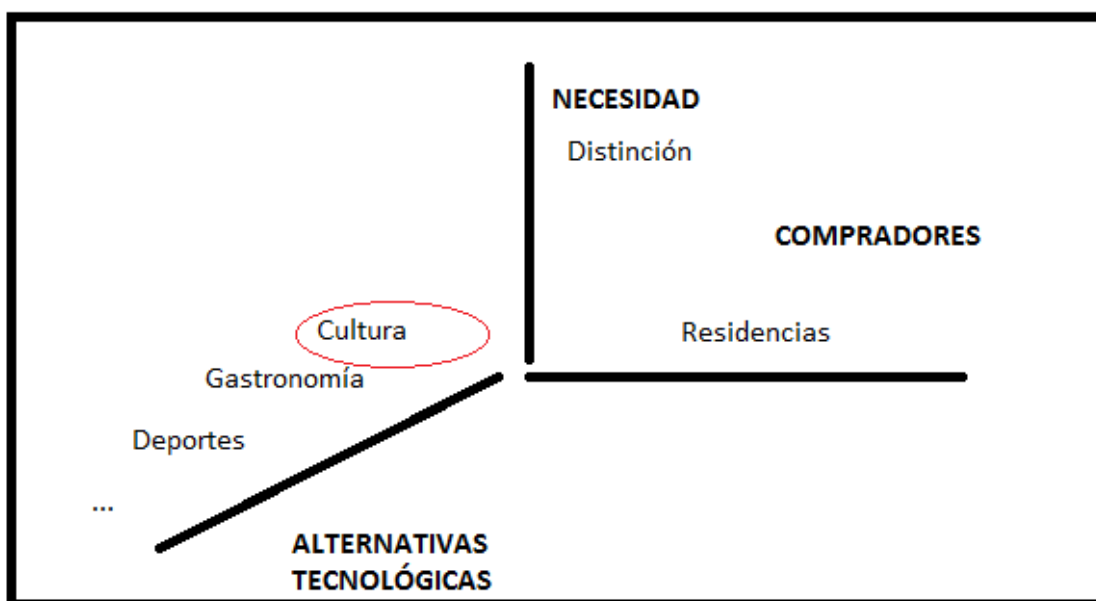 NECESIDAD
Distinción
COMPRADORES
Cultura
Residencias
Gastronomía
Deportes
...
ALTERNATIVAS
TECNOLÓGICAS